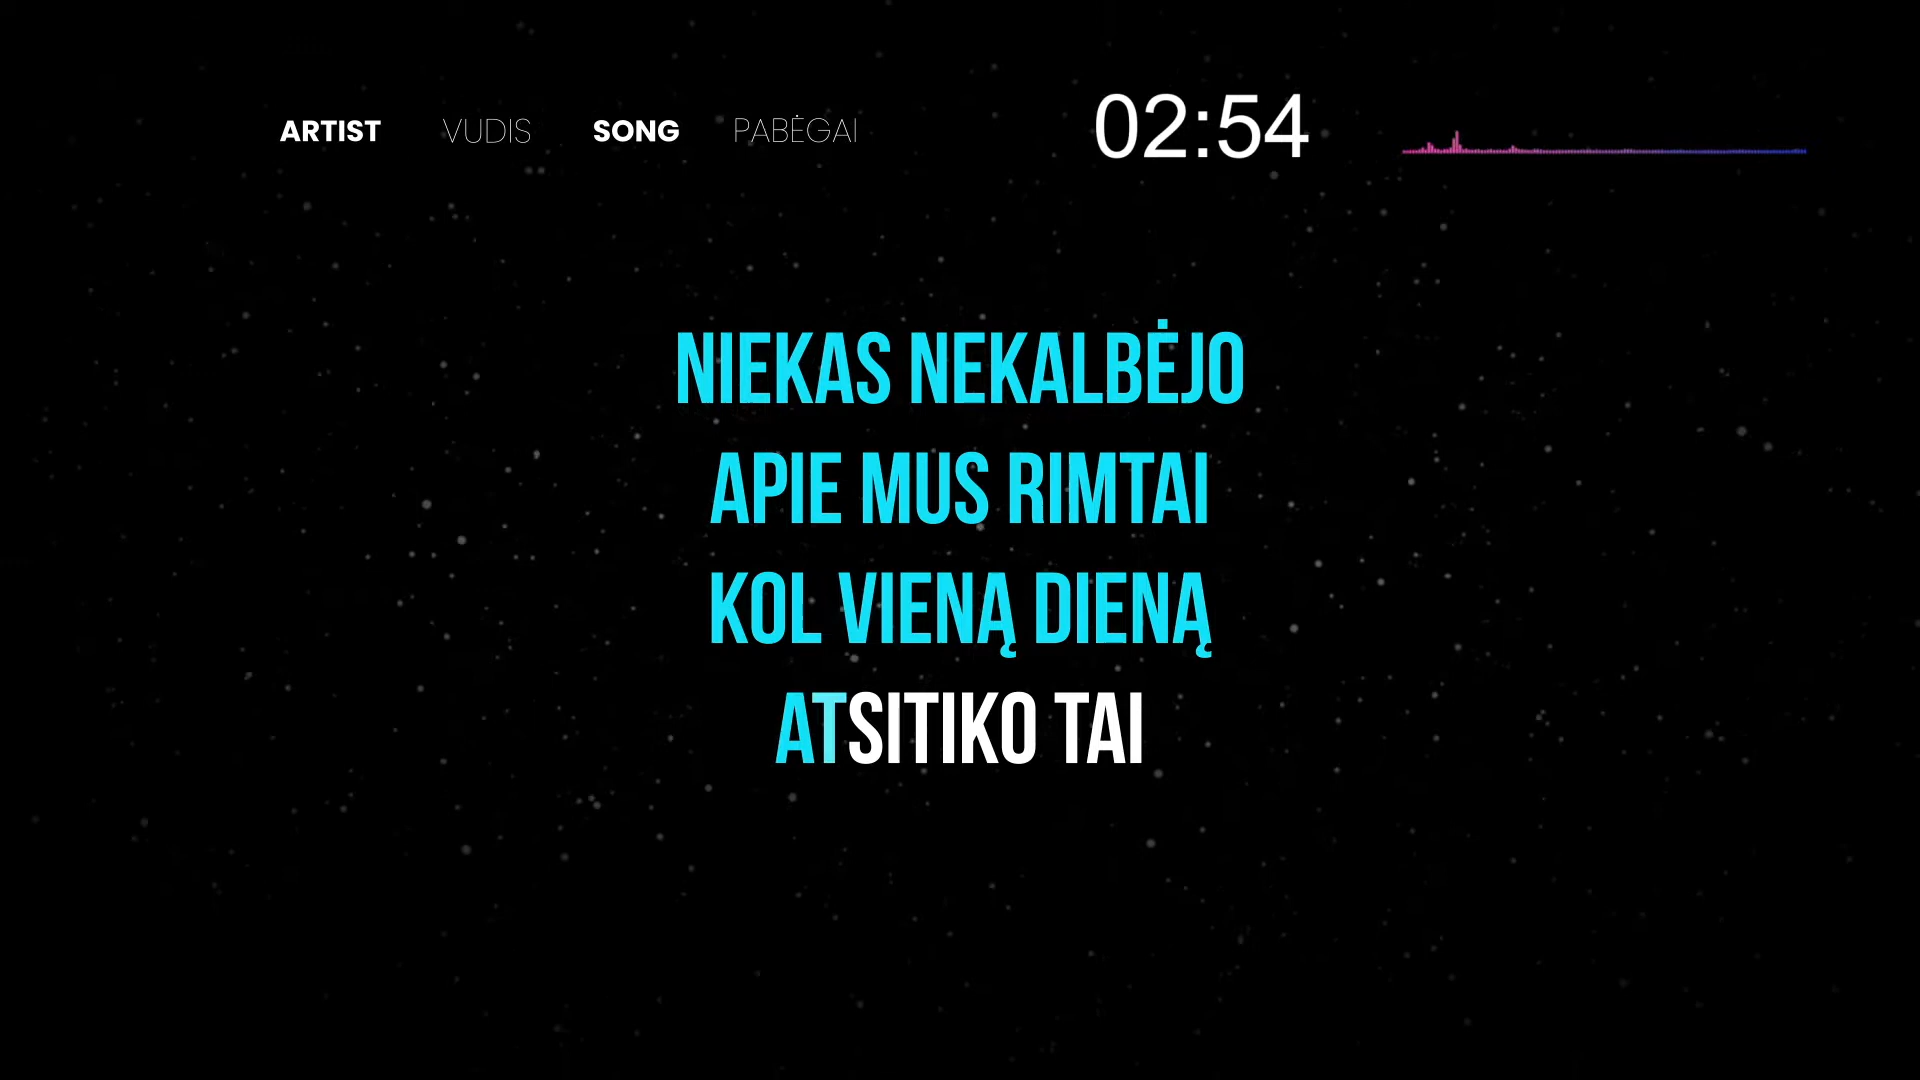 ARTIST VUDIS SONG PABĖGAI 02:54
NIEKAS NEKALBĖJO
APIE MUS RIMTAI
KOL VIENĄ DIENĄ
ATSITIKO TAI